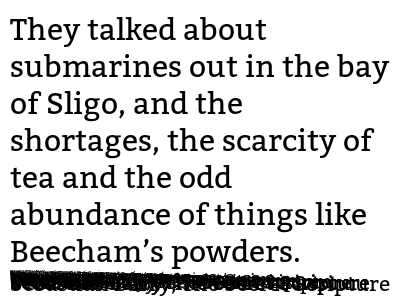 They talked about
submarines out in the bay
of Sligo, and the
shortages, the scarcity of
tea and the odd
abundance of things like
Beecham’s powders.